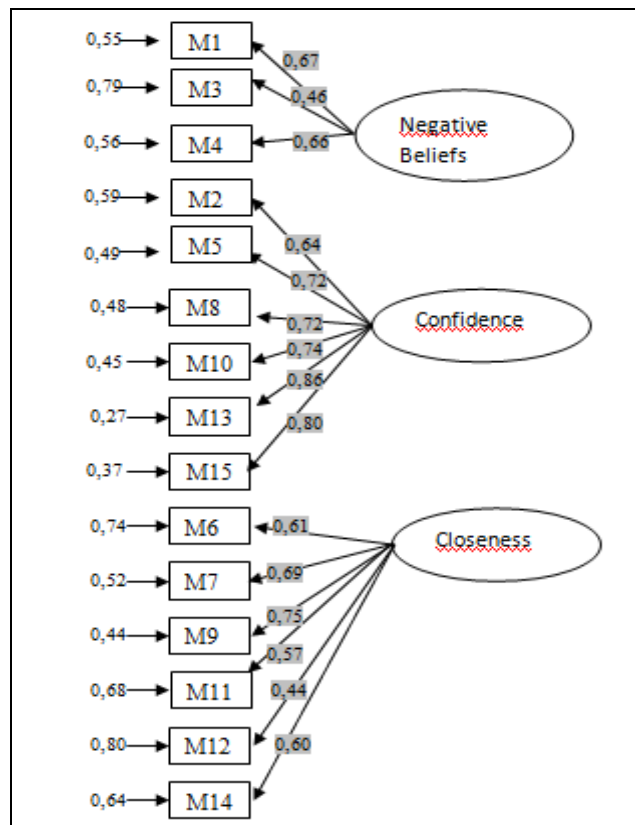 0,55 M1
0,67
0,79 M3
0,46
0,56 M4
0,66
Negative
Beliefs
0,59 M2
0,64
0,49 M5
0,72
0,48 M8
0,72
Confidence
0,45 M10
0,74
0,86
0,27 M13
0,80
0,37 M15
0,74 M6
0,61
Closeness
0,52 M7
0,69
0,44 M9
0,75
0,57
0,68 M11
0,44
0,80 M12
0,60
0,64 M14